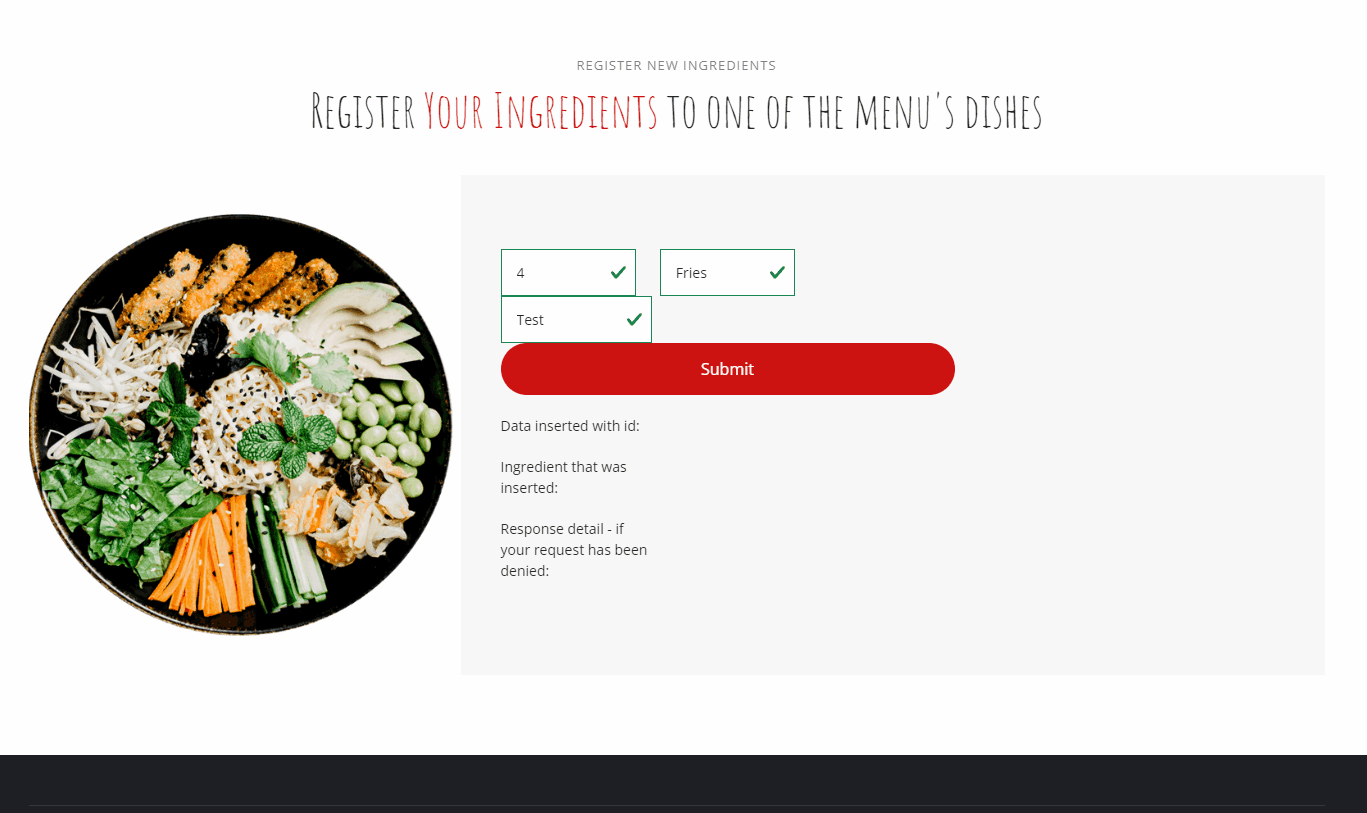 REGISTER NEW INGREDIENTS
Register Your Ingredients to one of the menu's dishes
4
Fries
Test
Submit
Data inserted with id:
Ingredient that was
inserted:
Response detail - if
your request has been
denied: